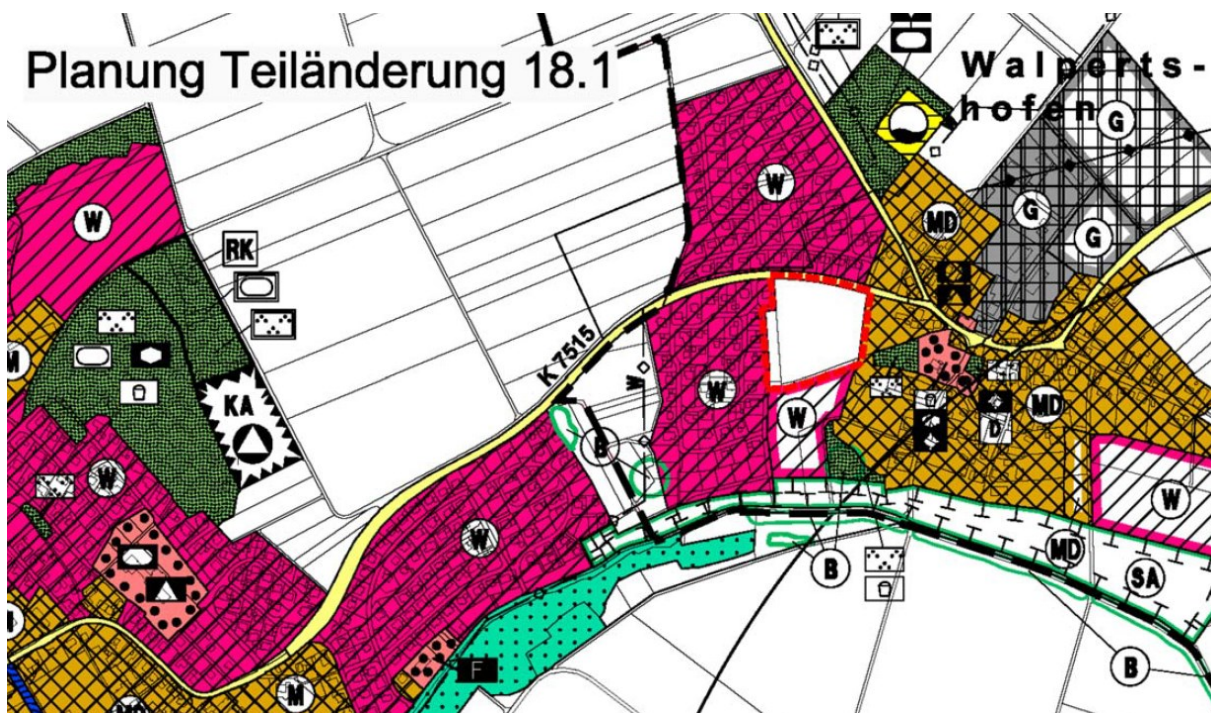 Planung Teiländerung 18.1
Walperts-
hofen
G
W
W
MD
G
G
RK
K 7515
M
W
W
W
KA
MD
D
W
B
W
W
MD
SA
B
B
F
M